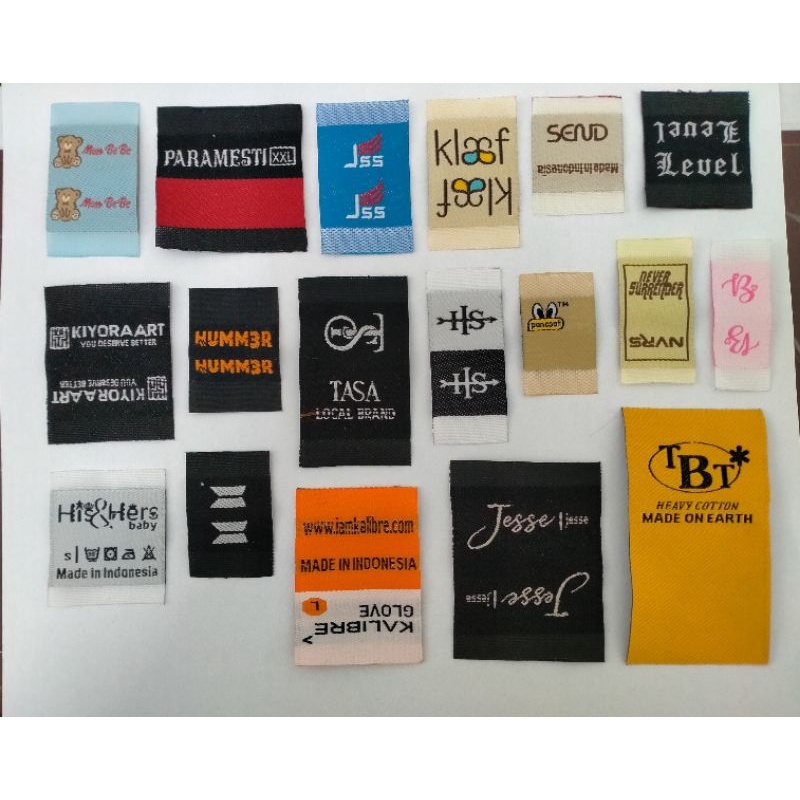 Mom Be Be
Mom Be Be
PARAMESTI XXL
Jss
Jss
klaef
klaef
SEND
Made in Indonesia
Level
Level
KIYORAART
YOU DESERVE BETTER
YOU DESERVE BETTER
KIYORAART
HUMM3R
HUMM3R
TASA
LOCAL BRAND
HS
HS
pancoat™
NEVER
SURRENDER
NVRS
B
B
His&Hers
baby
S |
Made in Indonesia
www.iamkalibre.com
MADE IN INDONESIA
L
GLOVE
KALIBRE>
Jesse | jesse
Jesse | jesse
TBT*
HEAVY COTTON
MADE ON EARTH